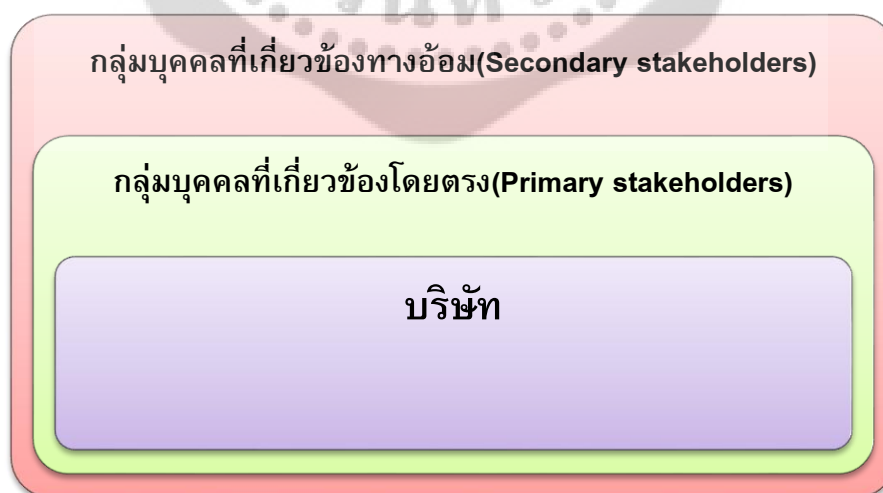 กลุ่มบุคคลที่เกี่ยวข้องทางอ้อม(Secondary stakeholders)
กลุ่มบุคคลที่เกี่ยวข้องโดยตรง(Primary stakeholders)
บริษัท